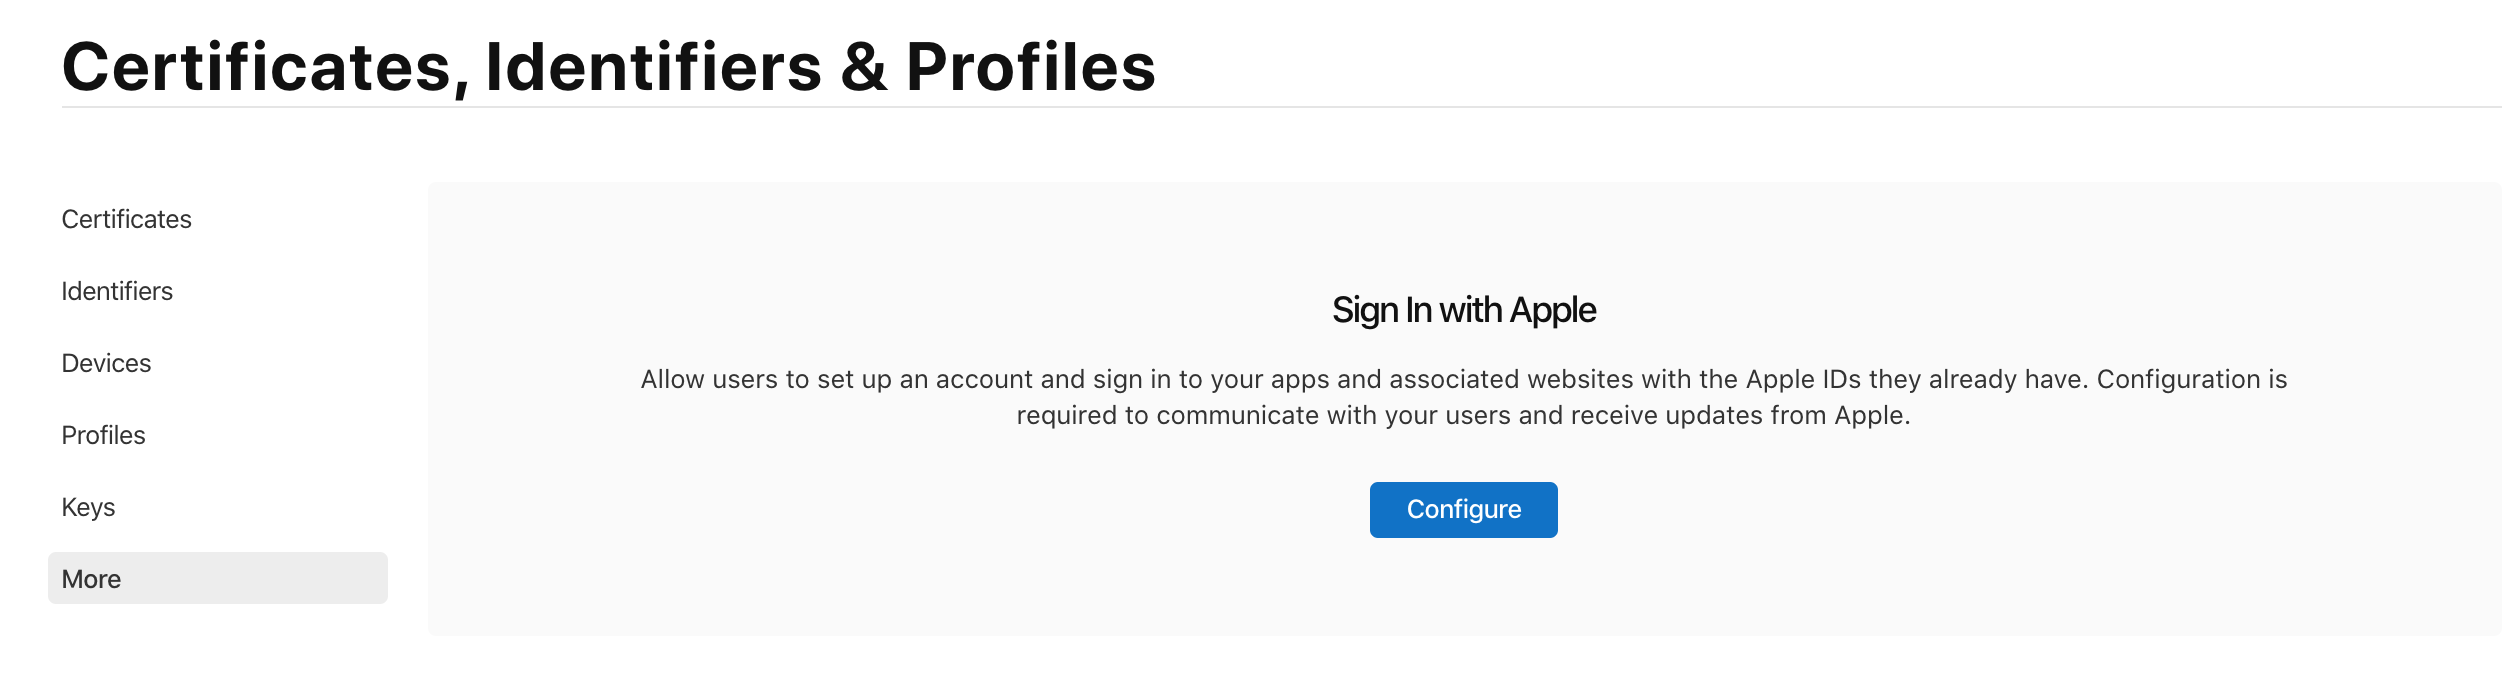 Certificates, Identifiers & Profiles
Certificates
Identifiers
Devices
Profiles
Keys
More
Sign In with Apple
Allow users to set up an account and sign in to your apps and associated websites with the Apple IDs they already have. Configuration is
required to communicate with your users and receive updates from Apple.
Configure